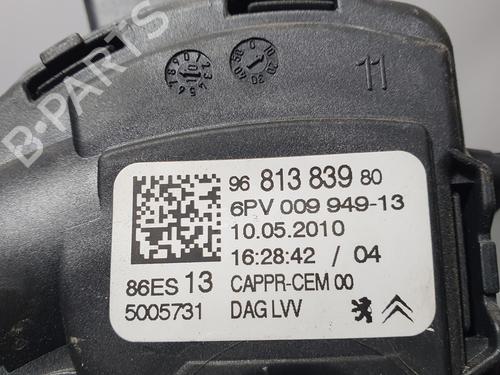 B-PARTS
11
96 813 839 80
6PV 009 949-13
10.05.2010
16:28:42 / 04
86ES 13 CAPPR-CEM 00
5005731 DAG LVV